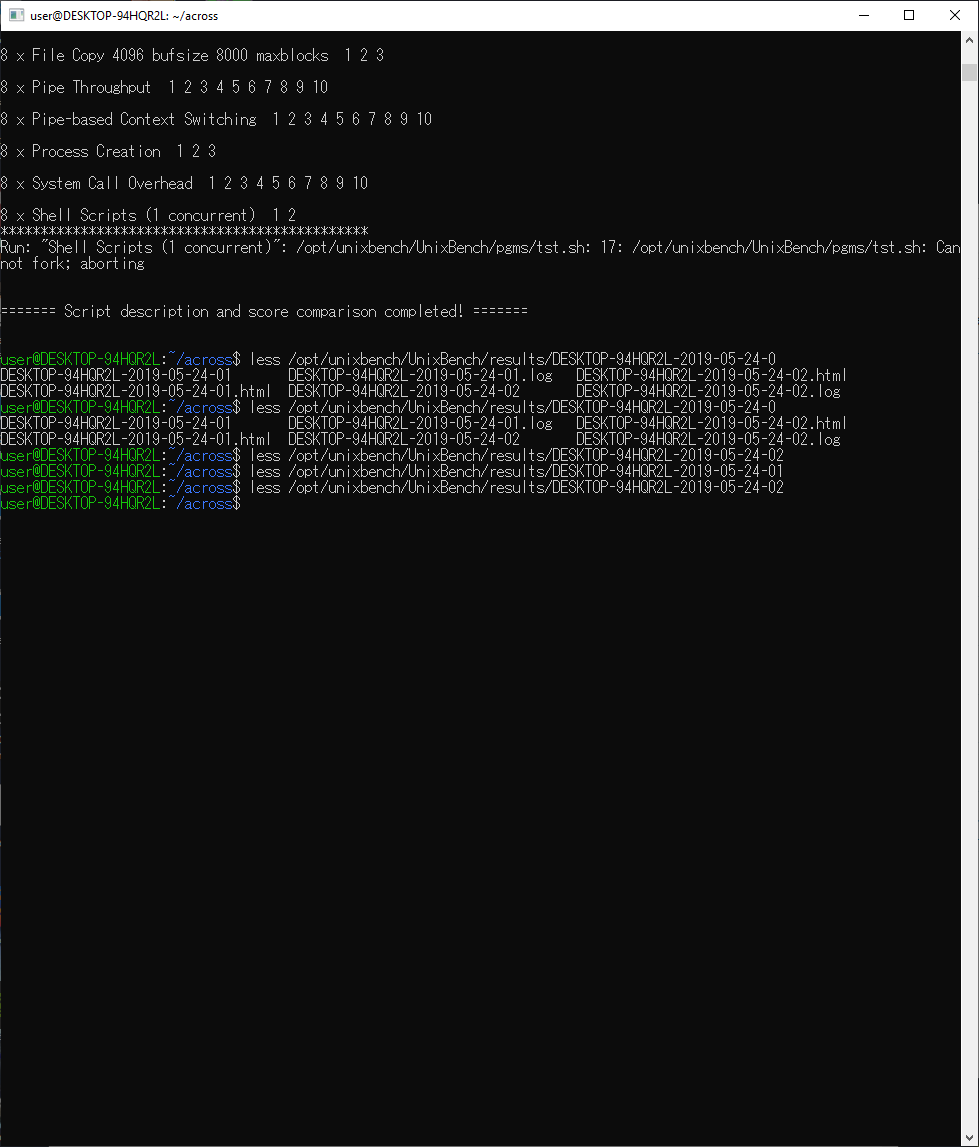 user@DESKTOP-94HQR2L: ~/across
8 x File Copy 4096 bufsize 8000 maxblocks  1 2 3
8 x Pipe Throughput  1 2 3 4 5 6 7 8 9 10
8 x Pipe-based Context Switching  1 2 3 4 5 6 7 8 9 10
8 x Process Creation  1 2 3
8 x System Call Overhead  1 2 3 4 5 6 7 8 9 10
8 x Shell Scripts (1 concurrent)  1 2
**********************************************
Run: "Shell Scripts (1 concurrent)": /opt/unixbench/UnixBench/pgms/tst.sh: 17: /opt/unixbench/UnixBench/pgms/tst.sh: Can
not fork; aborting
======= Script description and score comparison completed! =======
user@DESKTOP-94HQR2L:~/across$ less /opt/unixbench/UnixBench/results/DESKTOP-94HQR2L-2019-05-24-0
DESKTOP-94HQR2L-2019-05-24-01       DESKTOP-94HQR2L-2019-05-24-01.log   DESKTOP-94HQR2L-2019-05-24-02.html
DESKTOP-94HQR2L-2019-05-24-01.html  DESKTOP-94HQR2L-2019-05-24-02       DESKTOP-94HQR2L-2019-05-24-02.log
user@DESKTOP-94HQR2L:~/across$ less /opt/unixbench/UnixBench/results/DESKTOP-94HQR2L-2019-05-24-0
DESKTOP-94HQR2L-2019-05-24-01       DESKTOP-94HQR2L-2019-05-24-01.log   DESKTOP-94HQR2L-2019-05-24-02.html
DESKTOP-94HQR2L-2019-05-24-01.html  DESKTOP-94HQR2L-2019-05-24-02       DESKTOP-94HQR2L-2019-05-24-02.log
user@DESKTOP-94HQR2L:~/across$ less /opt/unixbench/UnixBench/results/DESKTOP-94HQR2L-2019-05-24-02
user@DESKTOP-94HQR2L:~/across$ less /opt/unixbench/UnixBench/results/DESKTOP-94HQR2L-2019-05-24-01
user@DESKTOP-94HQR2L:~/across$ less /opt/unixbench/UnixBench/results/DESKTOP-94HQR2L-2019-05-24-02
user@DESKTOP-94HQR2L:~/across$